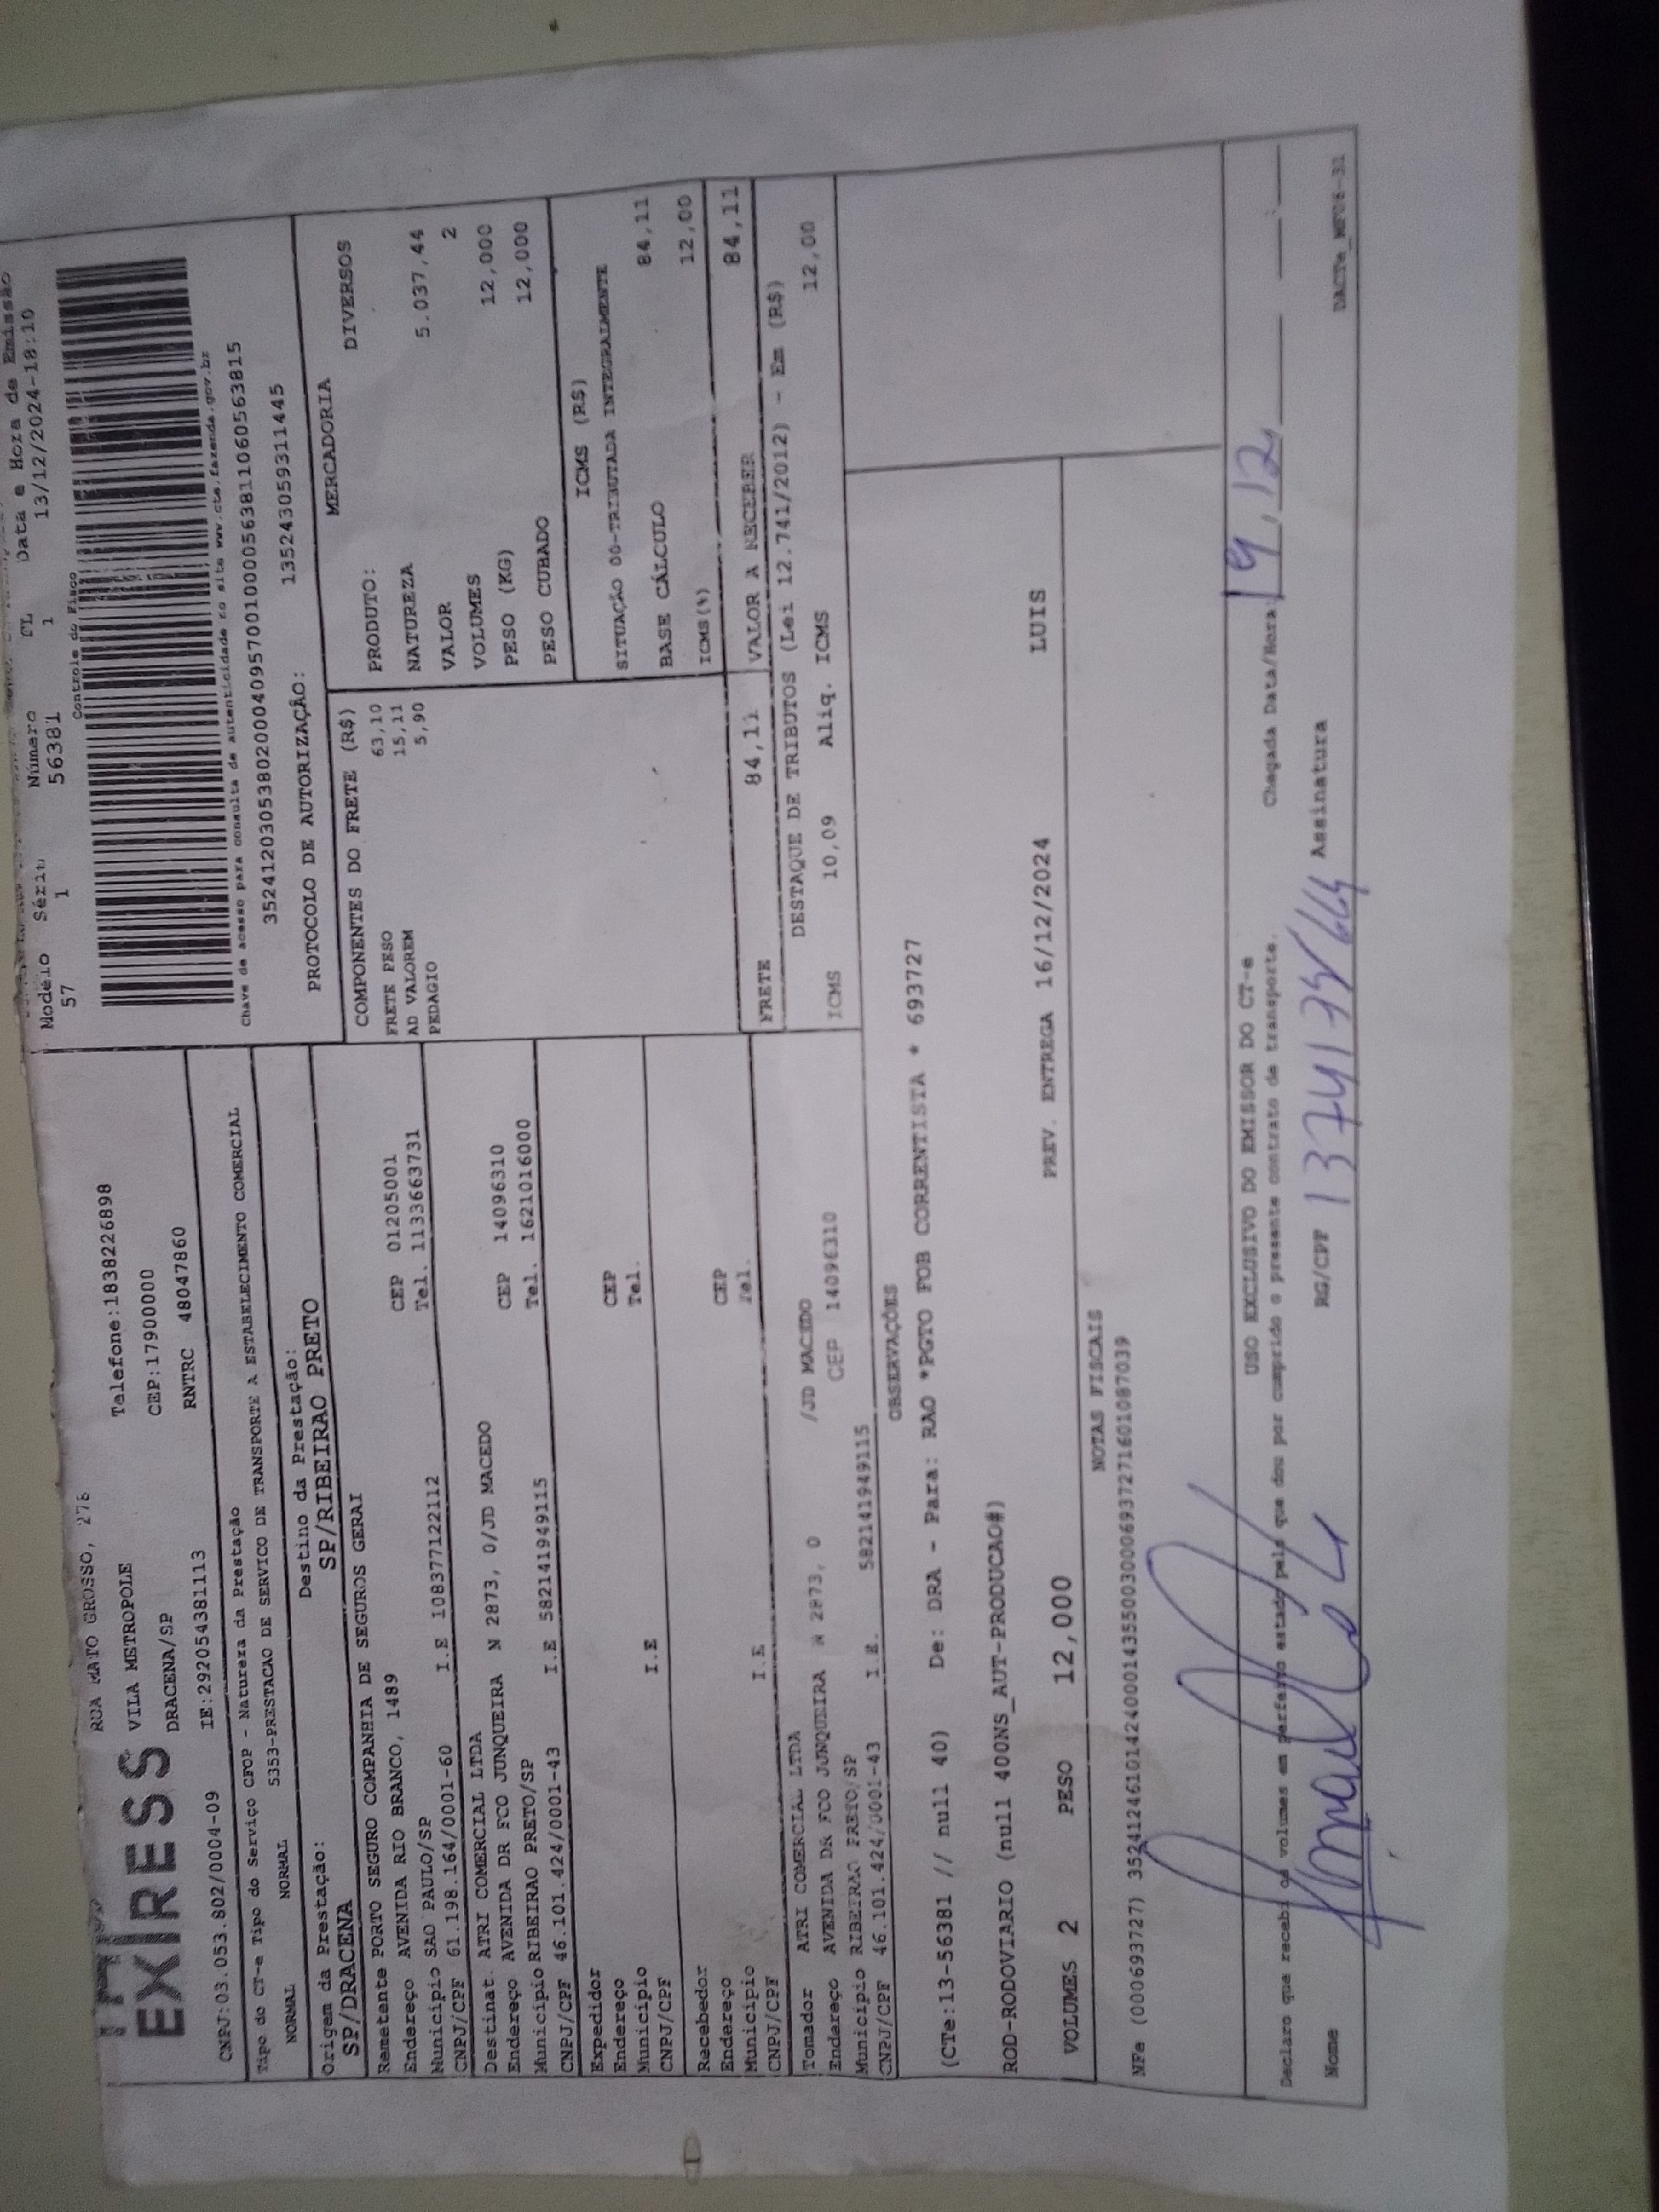 EXPRESS
RUA MATO GROSSO, 276
VILA METROPOLE Telefone:1838226898
DRACENA/SP CEP:17900000
CNPJ:03.053.802/0004-09 IE:292054381113 RNTRC 48047860
Tipo do CT-e Tipo do Serviço CFOP - Natureza da Prestação
NORMAL NORMAL 5353-PRESTACAO DE SERVICO DE TRANSPORTE A ESTABELECIMENTO COMERCIAL
Origem da Prestação: Destino da Prestação:
SP/DRACENA SP/RIBEIRAO PRETO
Remetente PORTO SEGURO COMPANHIA DE SEGUROS GERAI
Endereço AVENIDA RIO BRANCO, 1489 CEP 01205001
Município SAO PAULO/SP Tel. 1133663731
CNPJ/CPF 61.198.164/0001-60 I.E 108377122112
Destinat. ATRI COMERCIAL LTDA
Endereço AVENIDA DR FCO JUNQUEIRA N 2873, 0/JD MACEDO CEP 14096310
Município RIBEIRAO PRETO/SP Tel. 1621016000
CNPJ/CPF 46.101.424/0001-43 I.E 582141949115
Expedidor
Endereço CEP
Município Tel.
CNPJ/CPF I.E
Recebedor
Endereço CEP
Município Tel.
CNPJ/CPF I.E
Tomador ATRI COMERCIAL LTDA
Endereço AVENIDA DR FCO JUNQUEIRA N 2873, 0 /JD MACEDO
Município RIBEIRAO PRETO/SP CEP 14096310
CNPJ/CPF 46.101.424/0001-43 I.E. 582141949115
Modelo Série Número FL Data e Hora de Emissão
57 1 56381 1 13/12/2024-18:10
Controle do Fisco
Chave de acesso para consulta de autenticidade no site www.cte.fazenda.gov.br
35241203053802000409570010000563811060563815
PROTOCOLO DE AUTORIZAÇÃO: 135243059311445
COMPONENTES DO FRETE (R$)
FRETE PESO 63,10
AD VALOREM 15,11
PEDAGIO 5,90
MERCADORIA
PRODUTO: DIVERSOS
NATUREZA
VALOR 5.037,44
VOLUMES 2
PESO (KG) 12,000
PESO CUBADO 12,000
ICMS (R$)
SITUAÇÃO 00-TRIBUTADA INTEGRALMENTE
BASE CÁLCULO 84,11
ICMS(%) 12,00
FRETE 84,11 VALOR A RECEBER 84,11
DESTAQUE DE TRIBUTOS (Lei 12.741/2012) - Em (R$)
ICMS 10,09 Aliq. ICMS 12,00
OBSERVAÇÕES
(CTe:13-56381 // null 40) De: DRA - Para: RAO *PGTO FOB CORRENTISTA * 693727
ROD-RODOVIARIO (null 400NS_AUT-PRODUCAO#)
VOLUMES 2 PESO 12,000 PREV. ENTREGA 16/12/2024 LUIS
NOTAS FISCAIS
NFe (000693727) 35241246101424000143550030006937271601087039
USO EXCLUSIVO DO EMISSOR DO CT-e
Declaro que recebi os volumes em perfeito estado pelo que dou por cumprido o presente contrato de transporte. Chegada Data/Hora: 19,12
Nome RG/CPF Assinatura
DACTe_MF06-31